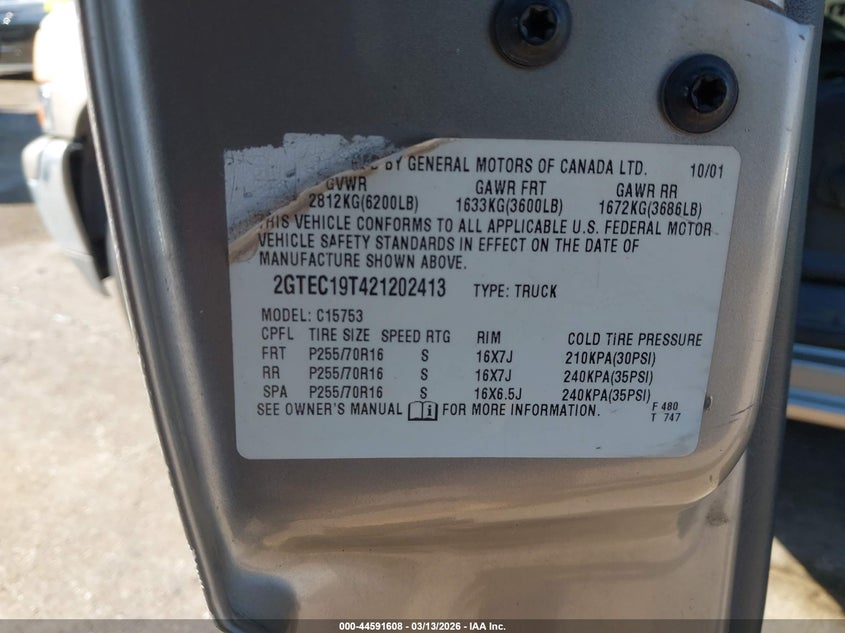 BY GENERAL MOTORS OF CANADA LTD. 10/01
GVWR GAWR FRT GAWR RR
2812KG(6200LB) 1633KG(3600LB) 1672KG(3686LB)
THIS VEHICLE CONFORMS TO ALL APPLICABLE U.S. FEDERAL MOTOR
VEHICLE SAFETY STANDARDS IN EFFECT ON THE DATE OF
MANUFACTURE SHOWN ABOVE.
2GTEC19T421202413 TYPE: TRUCK
MODEL: C15753
CPFL TIRE SIZE SPEED RTG RIM COLD TIRE PRESSURE
FRT P255/70R16 S 16X7J 210KPA(30PSI)
RR P255/70R16 S 16X7J 240KPA(35PSI)
SPA P255/70R16 S 16X6.5J 240KPA(35PSI)
SEE OWNER'S MANUAL FOR MORE INFORMATION.
F 480
T 747
000-44591608 - 03/13/2026 - IAA Inc.